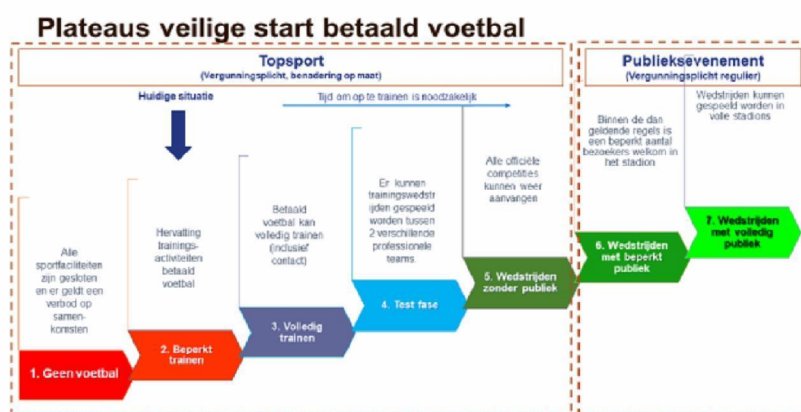 Plateaus veilige start betaald voetbal
Topsport
(Vergunningsplicht, benadering op maat)
Publieksevenement
(Vergunningsplicht regulier)
Huidige situatie
Tijd om op te trainen is noodzakelijk
Alle
sportfaciliteiten
zijn gesloten
en er geldt een
verbod op
samen-
komsten
1. Geen voetbal
Hervatting
trainings-
activiteiten
betaald
voetbal
2. Beperkt
trainen
Betaald
voetbal kan
volledig trainen
(inclusief
contact)
3. Volledig
trainen
Er kunnen
trainingswedstr
ijden gespeeld
worden tussen
2 verschillende
professionele
teams.
4. Test fase
Alle officiële
competities
kunnen weer
aanvangen
5. Wedstrijden
zonder publiek
Binnen de dan
geldende regels is
een beperkt aantal
bezoekers welkom in
het stadion
6. Wedstrijden
met beperkt
publiek
Wedstrijden kunnen
gespeeld worden in
volle stadions
7. Wedstrijden
met volledig
publiek